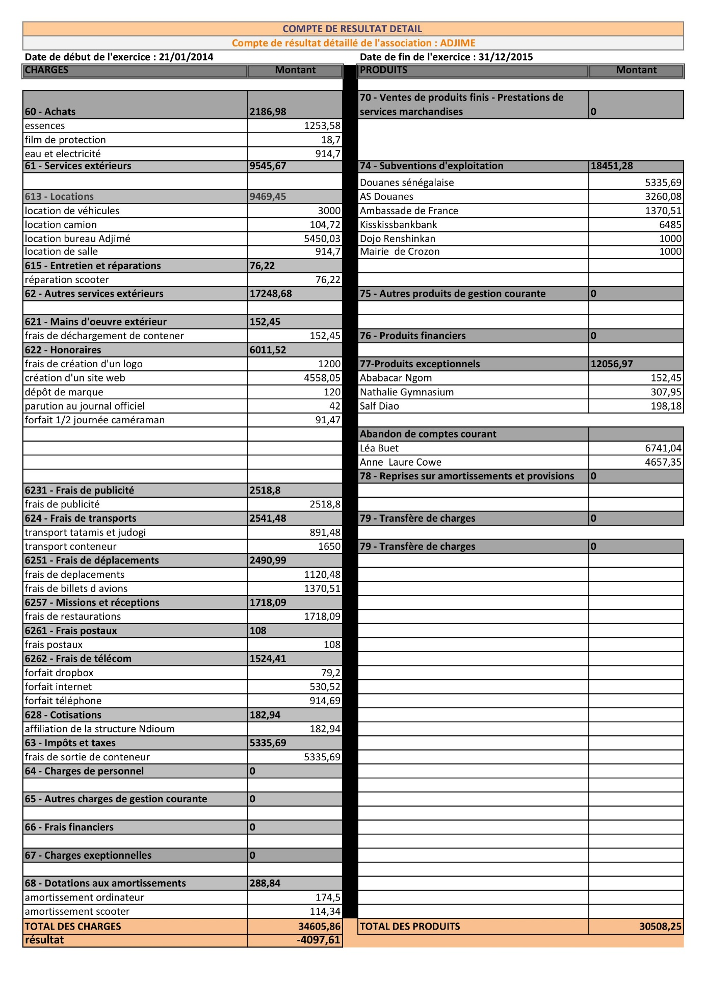 COMPTE DE RESULTAT DETAIL
Compte de résultat détaillé de l'association : ADJIME
Date de début de l'exercice : 21/01/2014 Date de fin de l'exercice : 31/12/2015
CHARGES Montant PRODUITS Montant
70 - Ventes de produits finis - Prestations de
60 - Achats 2186,98 services marchandises 0
essences 1253,58
film de protection 18,7
eau et electricité 914,7
61 - Services extérieurs 9545,67 74 - Subventions d'exploitation 18451,28
Douanes sénégalaise 5335,69
613 - Locations 9469,45 AS Douanes 3260,08
location de véhicules 3000 Ambassade de France 1370,51
location camion 104,72 Kisskissbankbank 6485
location bureau Adjimé 5450,03 Dojo Renshinkan 1000
location de salle 914,7 Mairie  de Crozon 1000
615 - Entretien et réparations 76,22
réparation scooter 76,22
62 - Autres services extérieurs 17248,68 75 - Autres produits de gestion courante 0
621 - Mains d'oeuvre extérieur 152,45
frais de déchargement de contener 152,45 76 - Produits financiers 0
622 - Honoraires 6011,52
frais de création d'un logo 1200 77-Produits exceptionnels 12056,97
création d'un site web 4558,05 Ababacar Ngom 152,45
dépôt de marque 120 Nathalie Gymnasium 307,95
parution au journal officiel 42 Salf Diao 198,18
forfait 1/2 journée caméraman 91,47
Abandon de comptes courant
Léa Buet 6741,04
Anne  Laure Cowe 4657,35
78 - Reprises sur amortissements et provisions 0
6231 - Frais de publicité 2518,8
frais de publicité 2518,8
624 - Frais de transports 2541,48 79 - Transfère de charges 0
transport tatamis et judogi 891,48
transport conteneur 1650 79 - Transfère de charges 0
6251 - Frais de déplacements 2490,99
frais de deplacements 1120,48
frais de billets d avions 1370,51
6257 - Missions et réceptions 1718,09
frais de restaurations 1718,09
6261 - Frais postaux 108
frais postaux 108
6262 - Frais de télécom 1524,41
forfait dropbox 79,2
forfait internet 530,52
forfait téléphone 914,69
628 - Cotisations 182,94
affiliation de la structure Ndioum 182,94
63 - Impôts et taxes 5335,69
frais de sortie de conteneur 5335,69
64 - Charges de personnel 0
65 - Autres charges de gestion courante 0
66 - Frais financiers 0
67 - Charges exeptionnelles 0
68 - Dotations aux amortissements 288,84
amortissement ordinateur 174,5
amortissement scooter 114,34
TOTAL DES CHARGES 34605,86 TOTAL DES PRODUITS 30508,25
résultat -4097,61